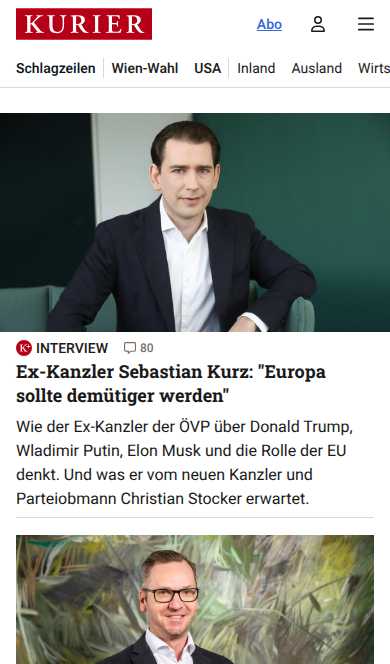 KURIER
Abo
Schlagzeilen
Wien-Wahl
USA
Inland
Ausland
Wirts
K+ INTERVIEW
80
Ex-Kanzler Sebastian Kurz: "Europa
sollte demütiger werden"
Wie der Ex-Kanzler der ÖVP über Donald Trump,
Wladimir Putin, Elon Musk und die Rolle der EU
denkt. Und was er vom neuen Kanzler und
Parteiobmann Christian Stocker erwartet.